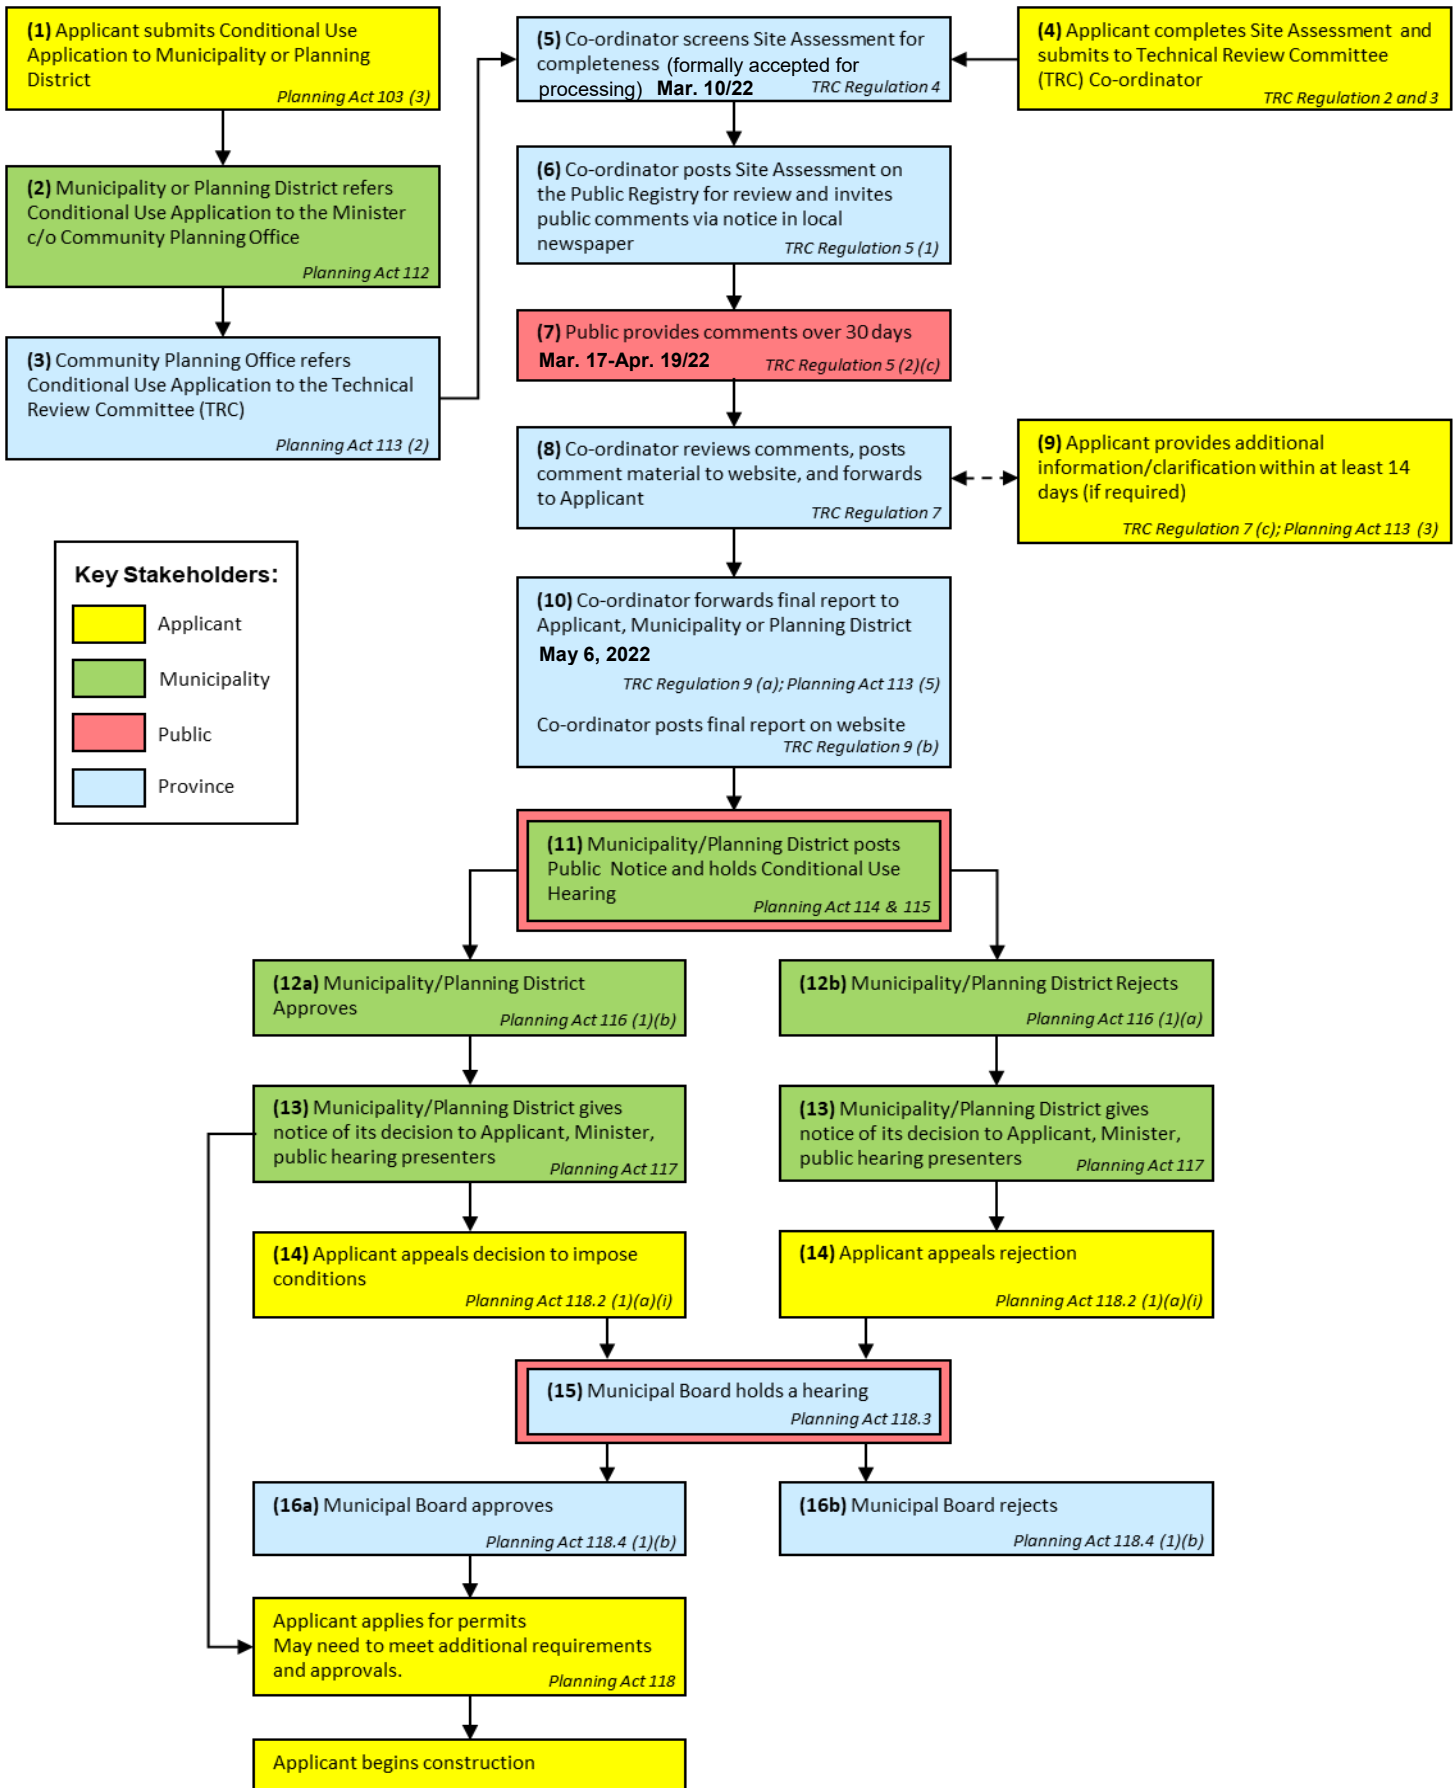 (1) Applicant submits Conditional Use
Application to Municipality or Planning
District
Planning Act 103 (3)
(2) Municipality or Planning District refers
Conditional Use Application to the Minister
c/o Community Planning Office
Planning Act 112
(3) Community Planning Office refers
Conditional Use Application to the Technical
Review Committee (TRC)
Planning Act 113 (2)
(4) Applicant completes Site Assessment and
submits to Technical Review Committee
(TRC) Co-ordinator
TRC Regulation 2 and 3
(5) Co-ordinator screens Site Assessment for
completeness (formally accepted for
processing) Mar. 10/22 TRC Regulation 4
(6) Co-ordinator posts Site Assessment on
the Public Registry for review and invites
public comments via notice in local
newspaper
TRC Regulation 5 (1)
(7) Public provides comments over 30 days
Mar. 17-Apr. 19/22 TRC Regulation 5 (2)(c)
(8) Co-ordinator reviews comments, posts
comment material to website, and forwards
to Applicant
TRC Regulation 7
(9) Applicant provides additional
information/clarification within at least 14
days (if required)
TRC Regulation 7 (c); Planning Act 113 (3)
Key Stakeholders:
Applicant
Municipality
Public
Province
(10) Co-ordinator forwards final report to
Applicant, Municipality or Planning District
May 6, 2022
TRC Regulation 9 (a); Planning Act 113 (5)
Co-ordinator posts final report on website
TRC Regulation 9 (b)
(11) Municipality/Planning District posts
Public Notice and holds Conditional Use
Hearing
Planning Act 114 & 115
(12a) Municipality/Planning District
Approves
Planning Act 116 (1)(b)
(12b) Municipality/Planning District Rejects
Planning Act 116 (1)(a)
(13) Municipality/Planning District gives
notice of its decision to Applicant, Minister,
public hearing presenters
Planning Act 117
(13) Municipality/Planning District gives
notice of its decision to Applicant, Minister,
public hearing presenters
Planning Act 117
(14) Applicant appeals decision to impose
conditions
Planning Act 118.2 (1)(a)(i)
(14) Applicant appeals rejection
Planning Act 118.2 (1)(a)(i)
(15) Municipal Board holds a hearing
Planning Act 118.3
(16a) Municipal Board approves
Planning Act 118.4 (1)(b)
(16b) Municipal Board rejects
Planning Act 118.4 (1)(b)
Applicant applies for permits
May need to meet additional requirements
and approvals.
Planning Act 118
Applicant begins construction